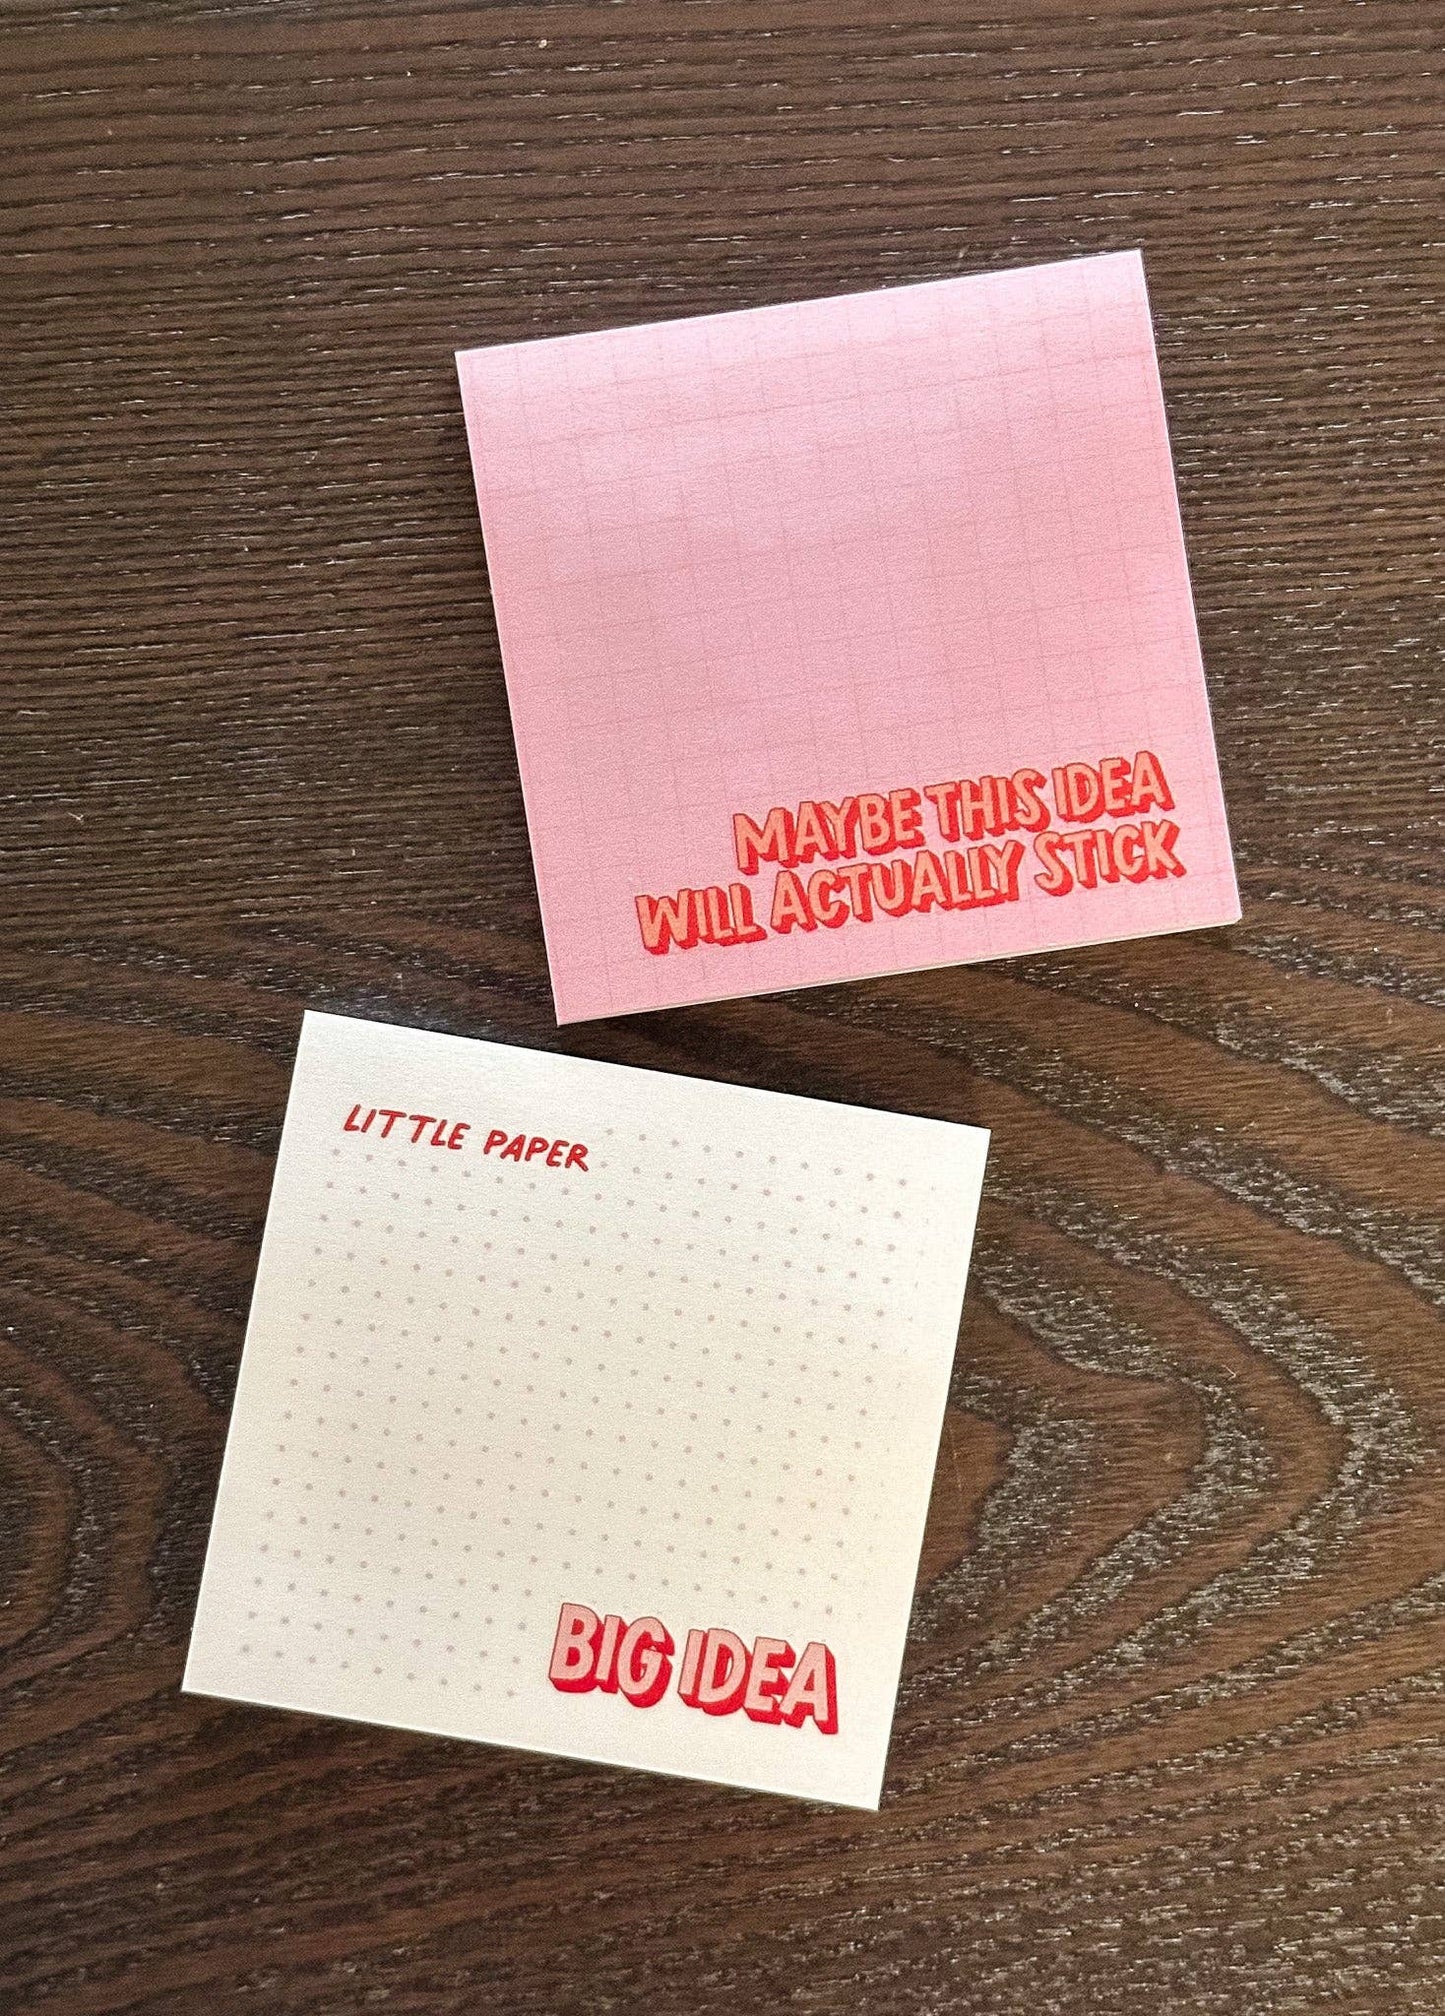 MAYBE THIS IDEA
WILL ACTUALLY STICK
LITTLE PAPER
BIG IDEA